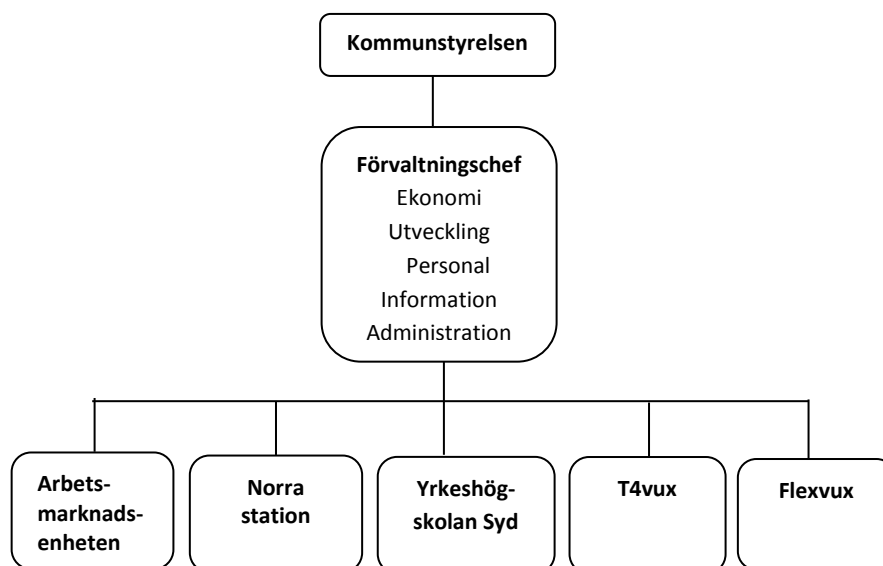 Kommunstyrelsen
Förvaltningschef
Ekonomi
Utveckling
Personal
Information
Administration
Arbets-
marknads-
enheten
Norra
station
Yrkeshög-
skolan Syd
T4vux
Flexvux